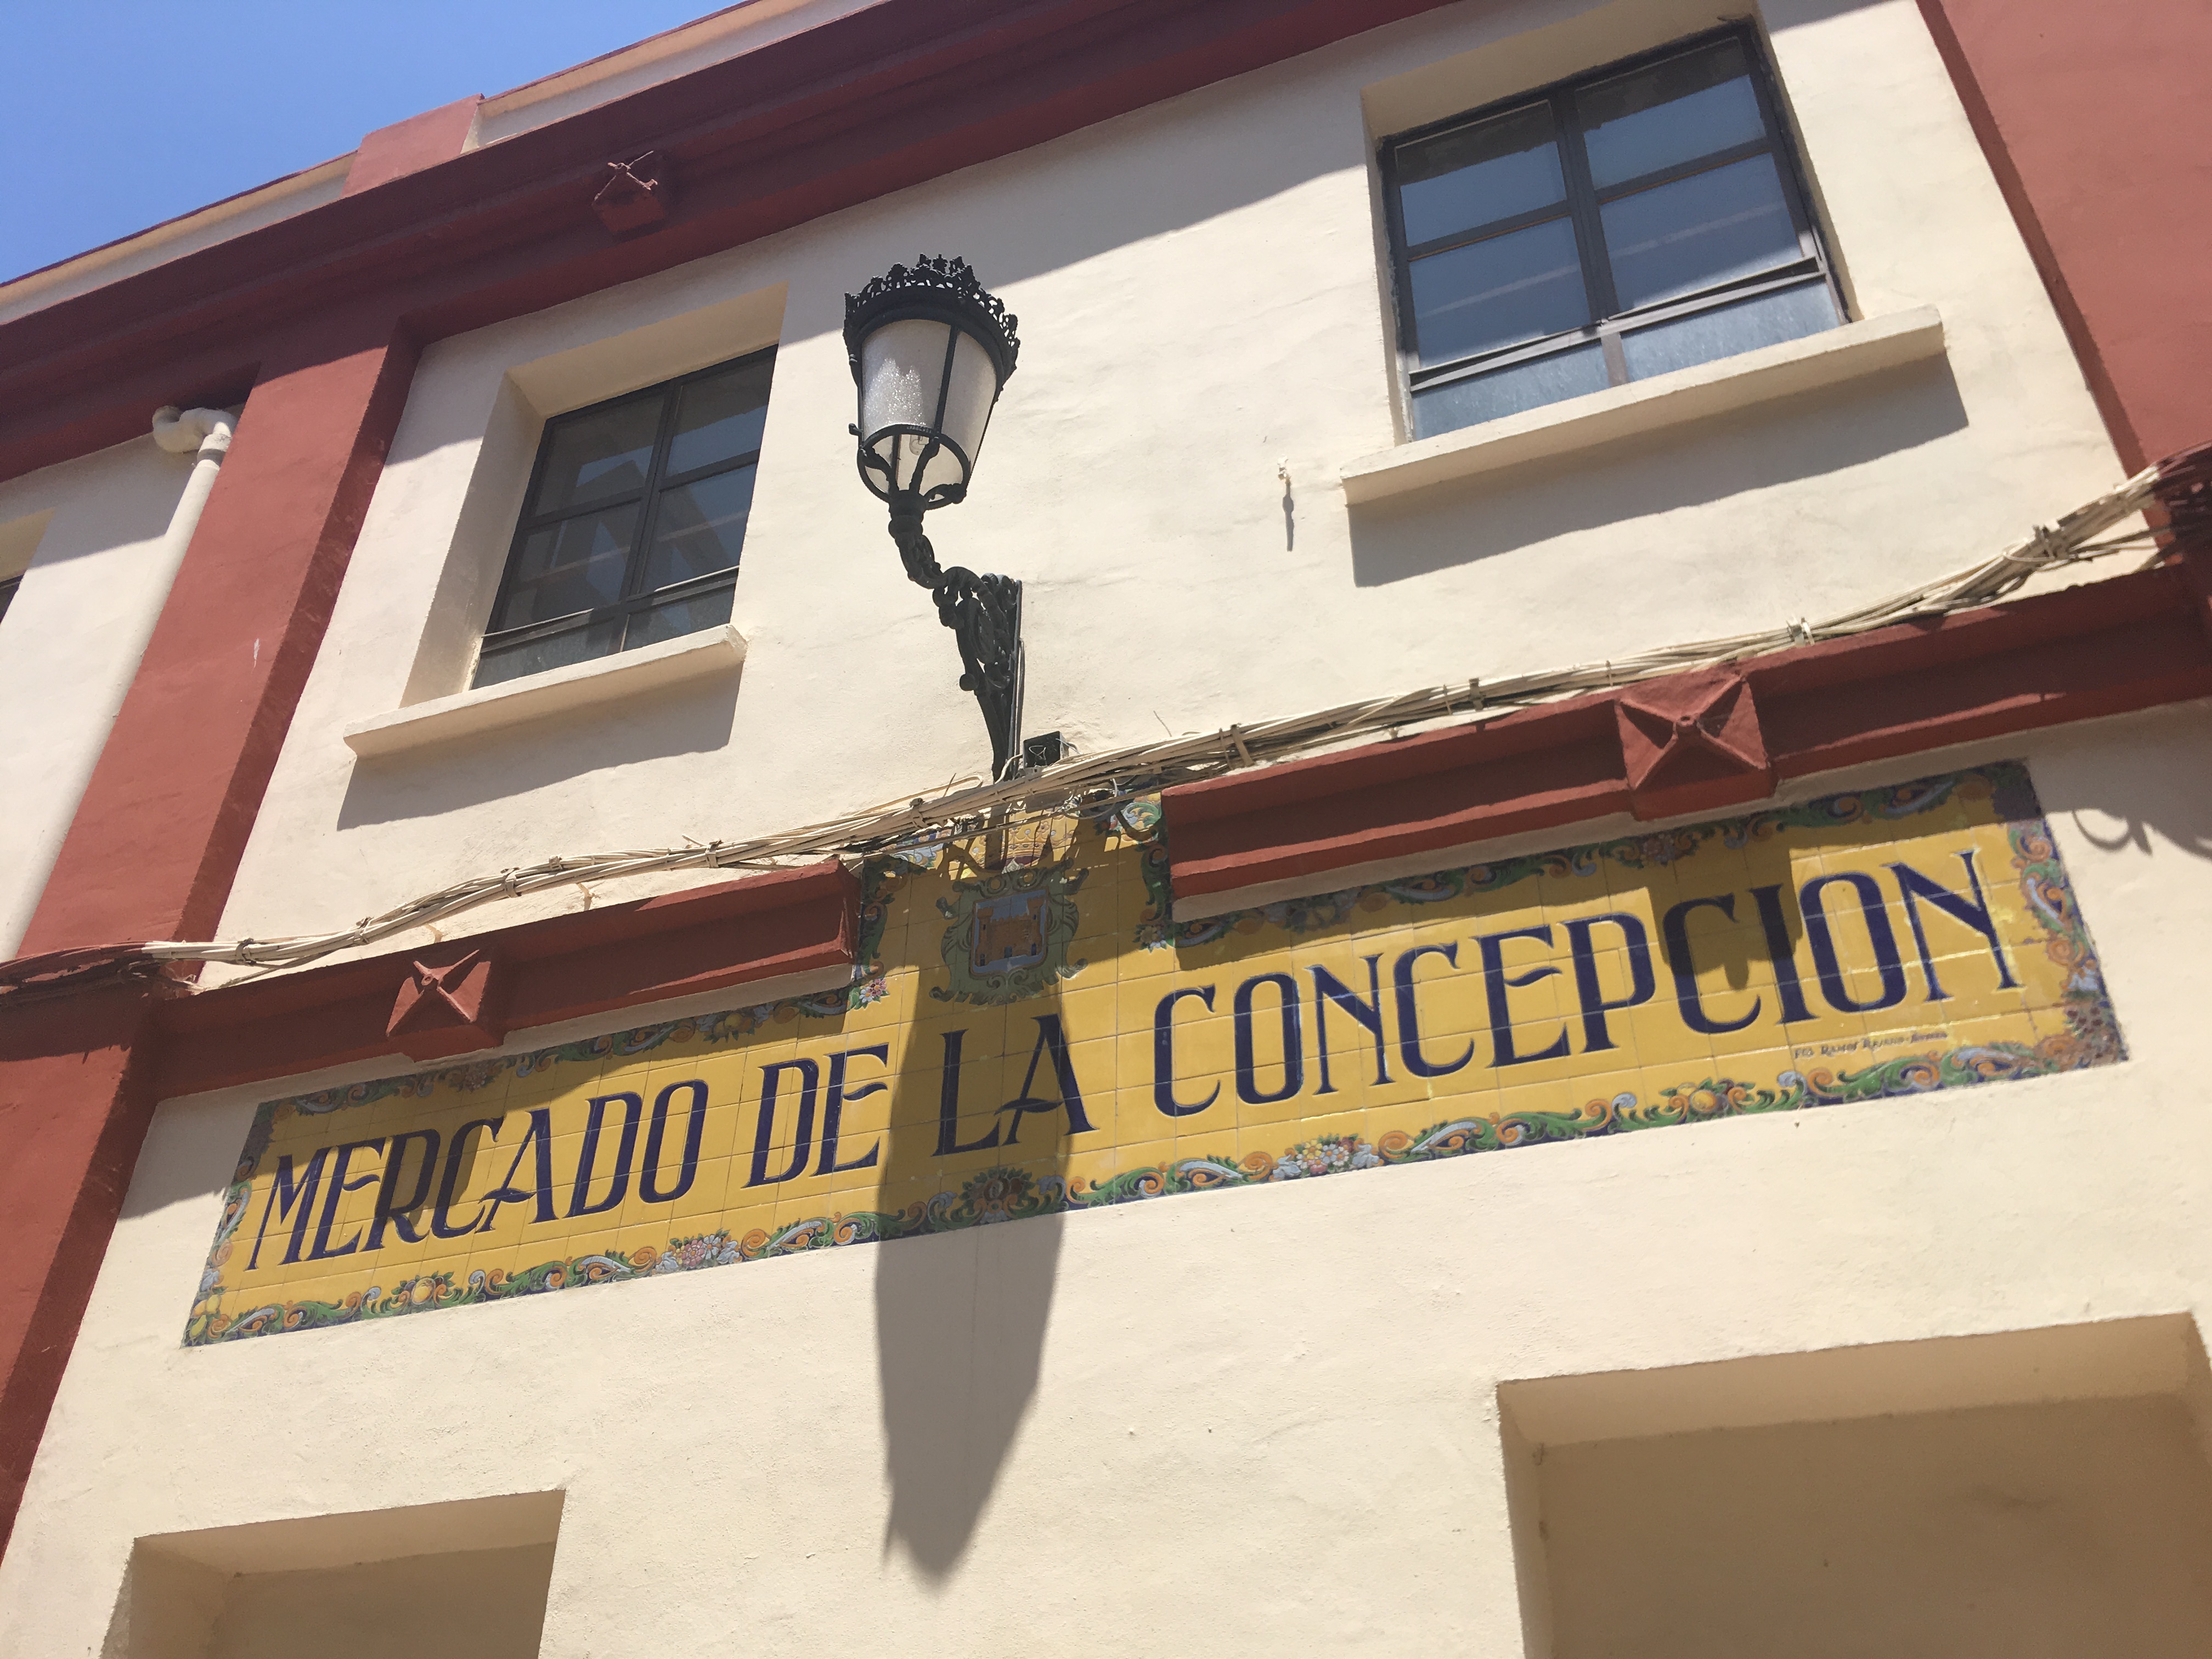 MERCADO DE LA CONCEPCION